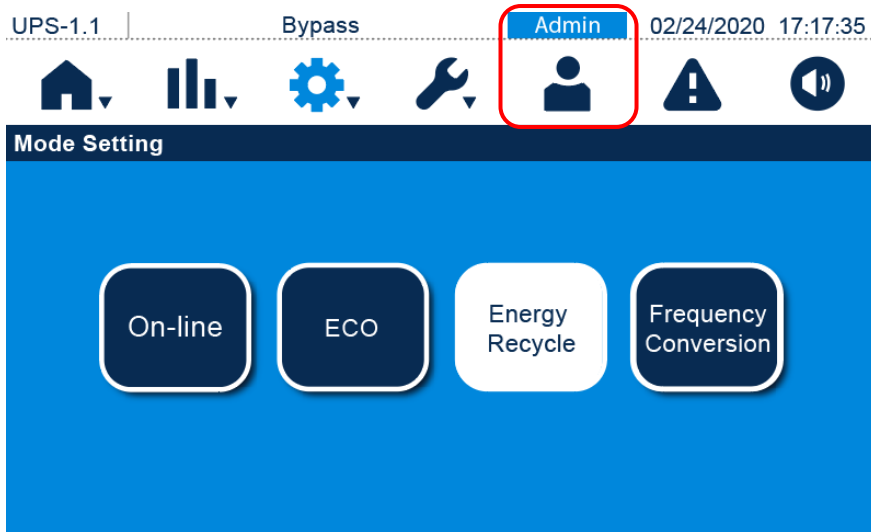 UPS-1.1 Bypass Admin 02/24/2020 17:17:35
Mode Setting
On-line
ECO
Energy
Recycle
Frequency
Conversion